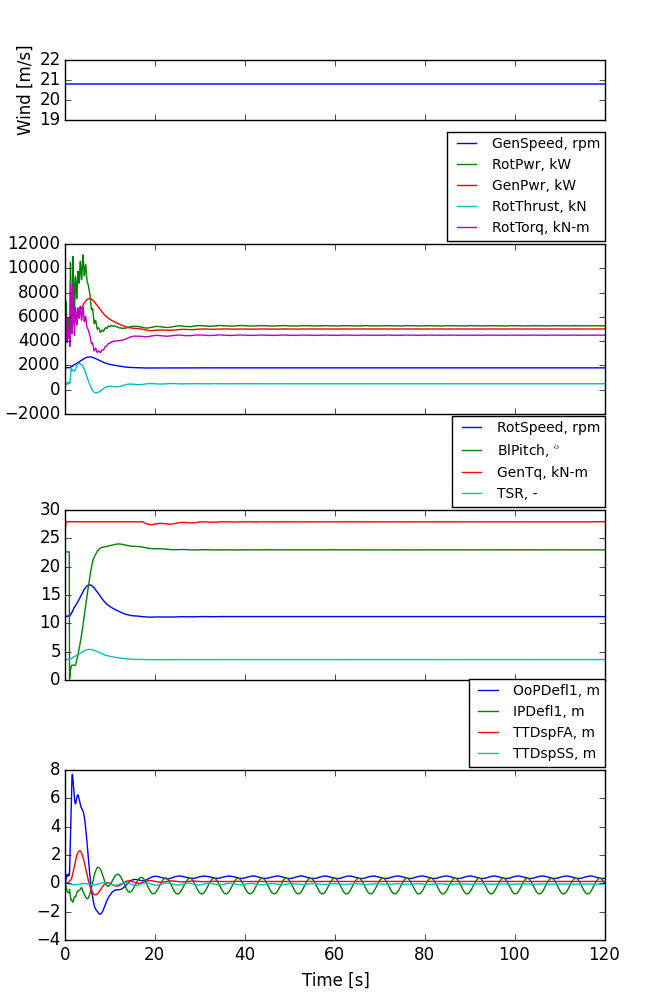 Wind [m/s]
22
21
20
19
GenSpeed, rpm
RotPwr, kW
GenPwr, kW
RotThrust, kN
RotTorq, kN-m
12000
10000
8000
6000
4000
2000
0
−2000
RotSpeed, rpm
BlPitch, °
GenTq, kN-m
TSR, -
30
25
20
15
10
5
0
OoPDefl1, m
IPDefl1, m
TTDspFA, m
TTDspSS, m
8
6
4
2
0
−2
−4
0 20 40 60 80 100 120
Time [s]